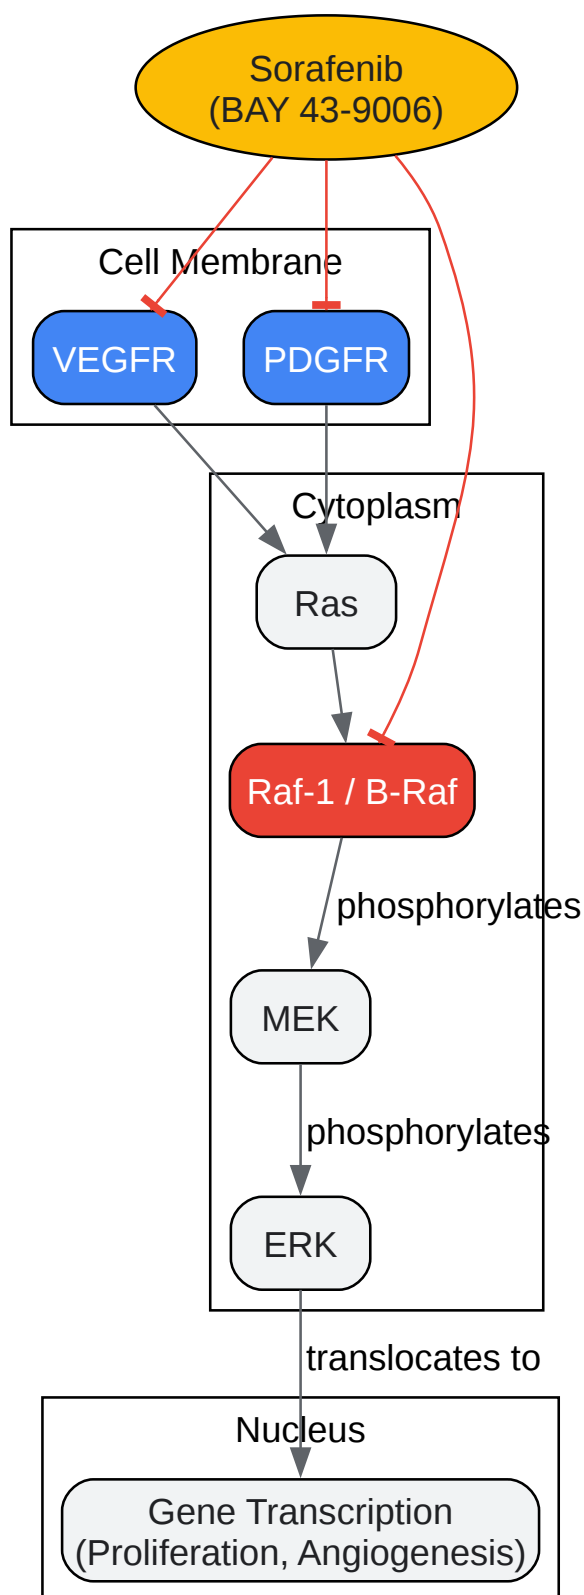 Sorafenib
(BAY 43-9006)
Cell Membrane
VEGFR
PDGFR
Cytoplasm
Ras
Raf-1 / B-Raf
phosphorylates
MEK
phosphorylates
ERK
translocates to
Nucleus
Gene Transcription
(Proliferation, Angiogenesis)